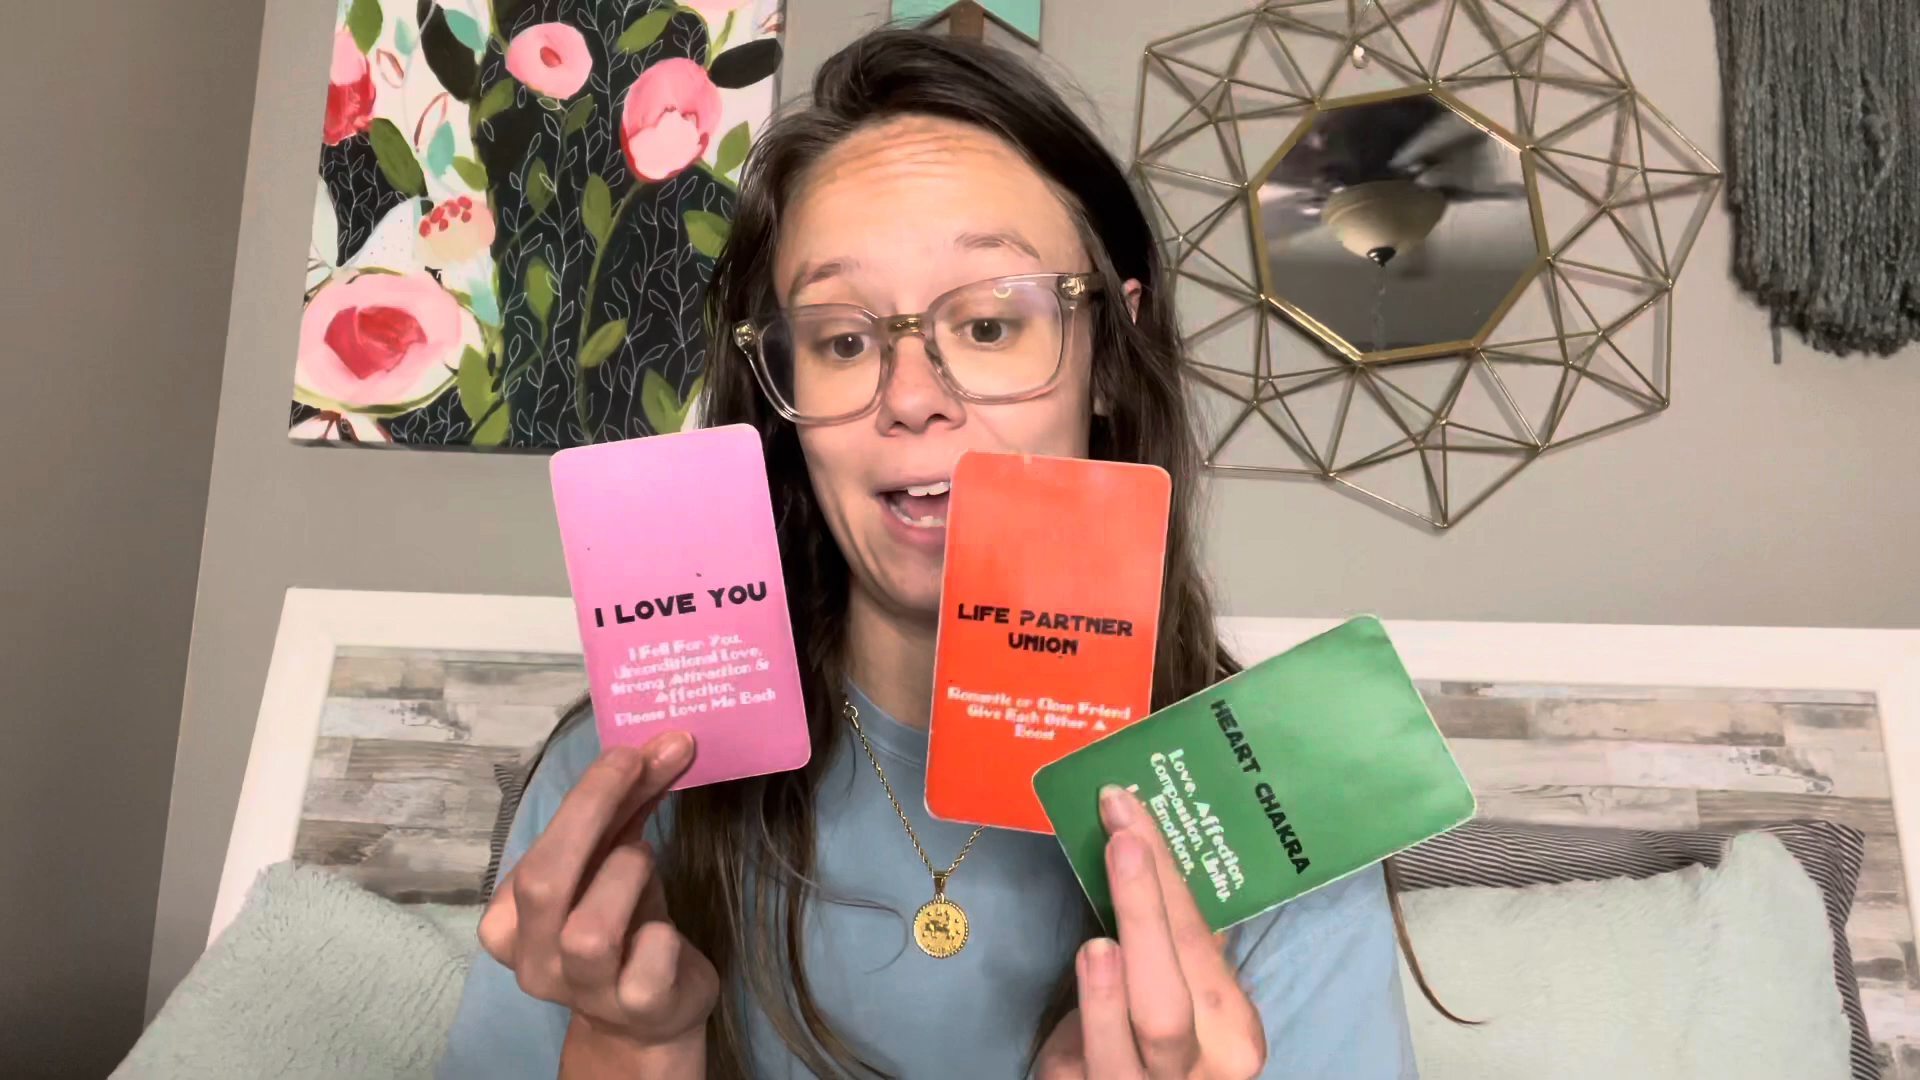 I LOVE YOU
I Fell For You.
Unconditional Love.
Strong Attraction &
Affection.
Please Love Me Back
LIFE PARTNER
UNION
Romantic or Close Friend
Give Each Other A
Boost
HEART CHAKRA
Love, Affection,
Compassion, Unity,
Emotions,